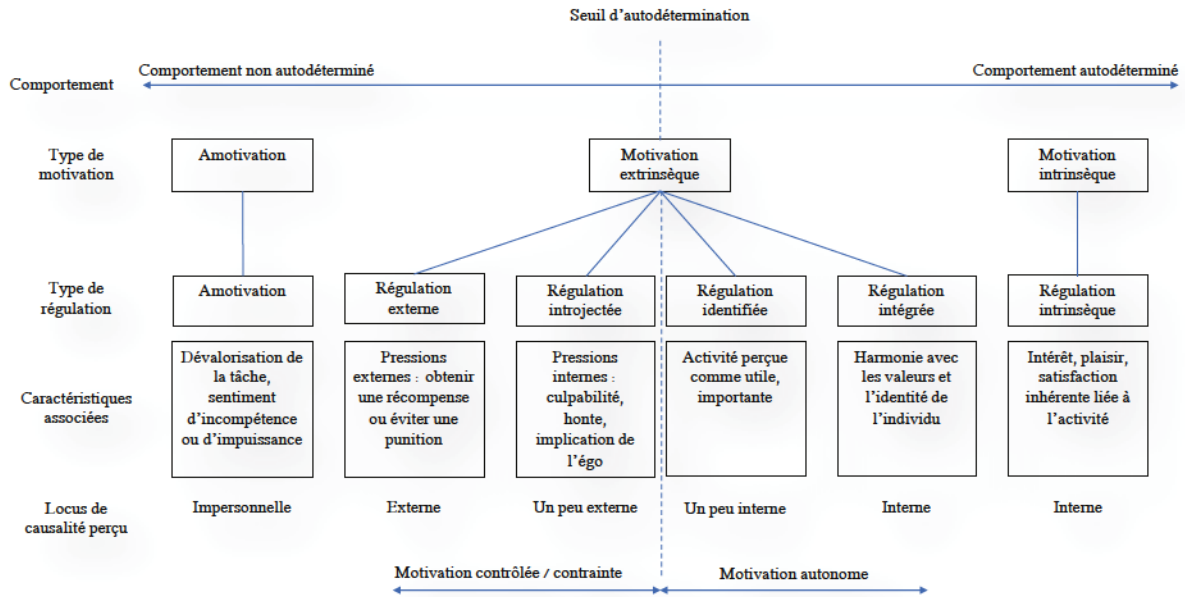 Seuil d'autodétermination
Comportement non autodéterminé
Comportement autodéterminé
Comportement
Type de
motivation
Amotivation
Motivation
extrinsèque
Motivation
intrinsèque
Type de
régulation
Amotivation
Régulation
externe
Régulation
introjectée
Régulation
identifiée
Régulation
intégrée
Régulation
intrinsèque
Caractéristiques
associées
Dévalorisation de
la tâche,
sentiment
d'incompétence
ou d'impuissance
Pressions
externes : obtenir
une récompense
ou éviter une
punition
Pressions
internes :
culpabilité,
honte,
implication de
l'égo
Activité perçue
comme utile,
importante
Harmonie avec
les valeurs et
l'identité de
l'individu
Intérêt, plaisir,
satisfaction
inhérente liée à
l'activité
Locus de
causalité perçu
Impersonnelle
Externe
Un peu externe
Un peu interne
Interne
Interne
Motivation contrôlée / contrainte
Motivation autonome